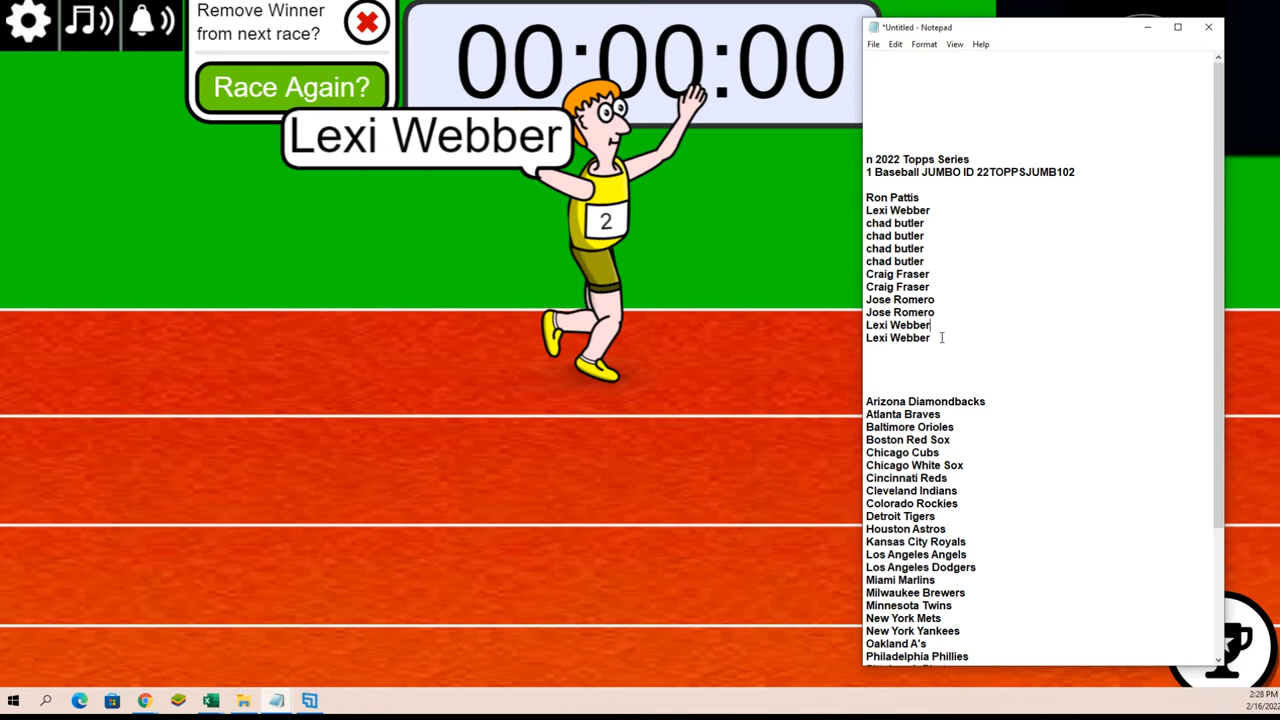 Remove Winner
from next race?
Race Again?
00:00:00
Lexi Webber
2
*Untitled - Notepad
File Edit Format View Help
n 2022 Topps Series
1 Baseball JUMBO ID 22TOPPSJUMB102
Ron Pattis
Lexi Webber
chad butler
chad butler
chad butler
chad butler
Craig Fraser
Craig Fraser
Jose Romero
Jose Romero
Lexi Webber
Lexi Webber
Arizona Diamondbacks
Atlanta Braves
Baltimore Orioles
Boston Red Sox
Chicago Cubs
Chicago White Sox
Cincinnati Reds
Cleveland Indians
Colorado Rockies
Detroit Tigers
Houston Astros
Kansas City Royals
Los Angeles Angels
Los Angeles Dodgers
Miami Marlins
Milwaukee Brewers
Minnesota Twins
New York Mets
New York Yankees
Oakland A's
Philadelphia Phillies
2:28 PM
2/16/2022